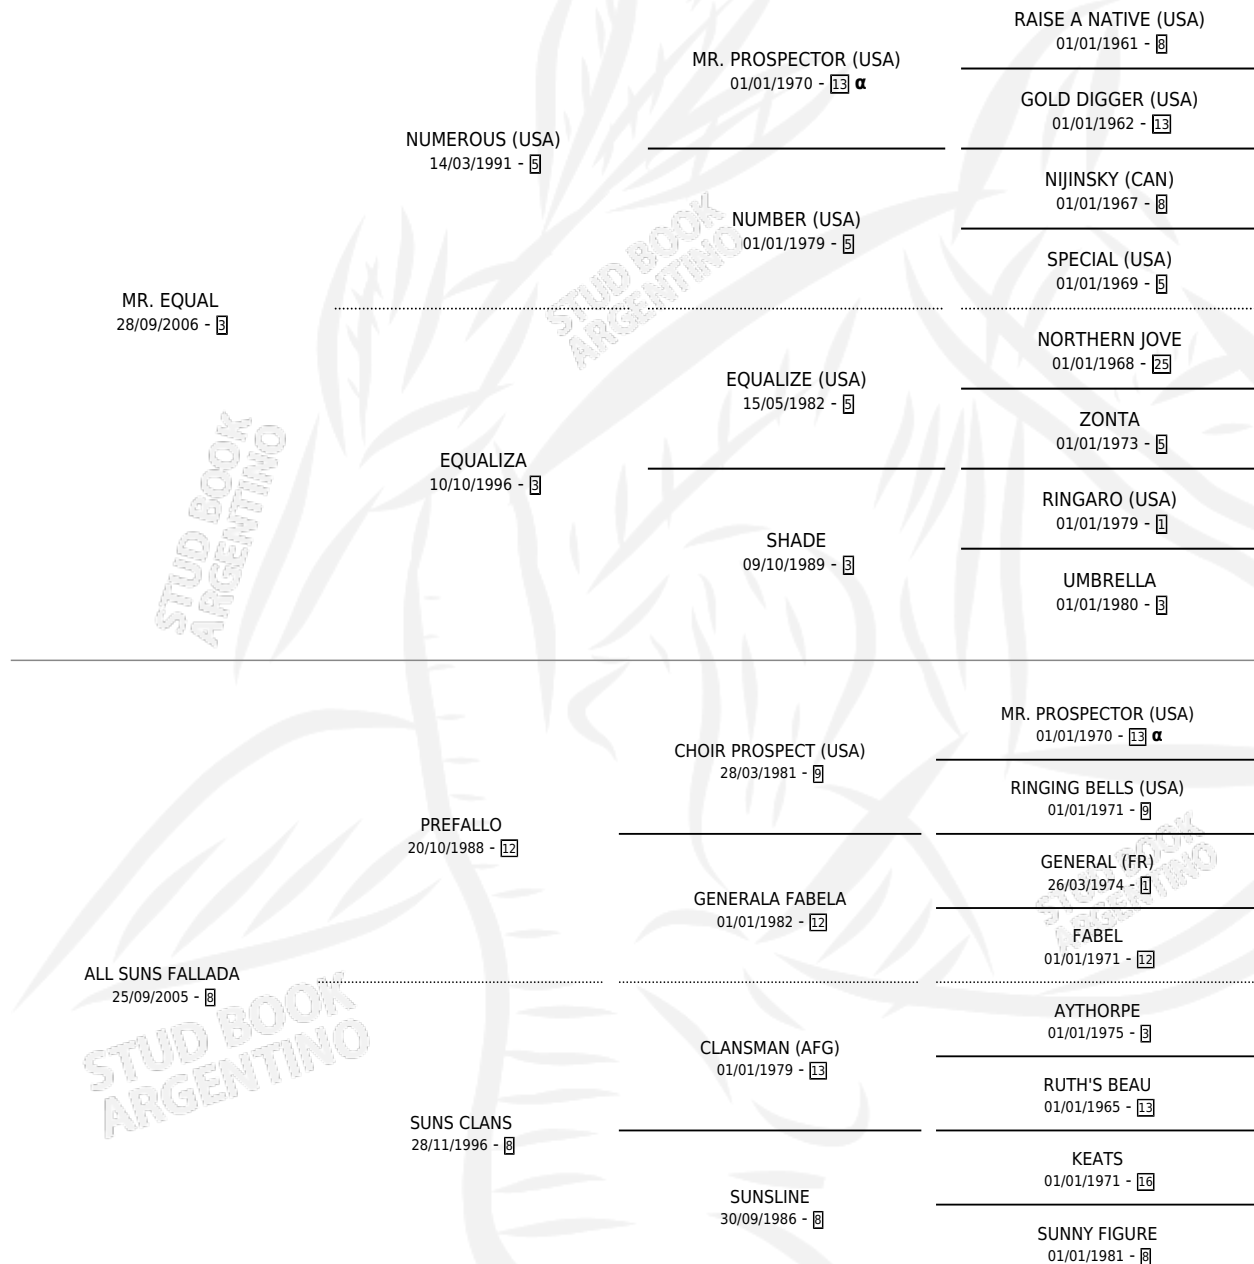 RAISE A NATIVE (USA)
01/01/1961 - 8
MR. PROSPECTOR (USA)
01/01/1970 - 13 α
GOLD DIGGER (USA)
01/01/1962 - 13
NUMEROUS (USA)
14/03/1991 - 5
NIJINSKY (CAN)
01/01/1967 - 8
NUMBER (USA)
01/01/1979 - 5
SPECIAL (USA)
01/01/1969 - 5
MR. EQUAL
28/09/2006 - 3
NORTHERN JOVE
01/01/1968 - 25
EQUALIZE (USA)
15/05/1982 - 5
ZONTA
01/01/1973 - 5
EQUALIZA
10/10/1996 - 3
RINGARO (USA)
01/01/1979 - 1
SHADE
09/10/1989 - 3
UMBRELLA
01/01/1980 - 3
MR. PROSPECTOR (USA)
01/01/1970 - 13 α
CHOIR PROSPECT (USA)
28/03/1981 - 9
RINGING BELLS (USA)
01/01/1971 - 9
PREFALLO
20/10/1988 - 12
GENERAL (FR)
26/03/1974 - 1
GENERALA FABELA
01/01/1982 - 12
FABEL
01/01/1971 - 12
ALL SUNS FALLADA
25/09/2005 - 8
AYTHORPE
01/01/1975 - 3
CLANSMAN (AFG)
01/01/1979 - 13
RUTH'S BEAU
01/01/1965 - 13
SUNS CLANS
28/11/1996 - 8
KEATS
01/01/1971 - 16
SUNSLINE
30/09/1986 - 8
SUNNY FIGURE
01/01/1981 - 8
STUD BOOK
ARGENTINO
STUD BOOK
ARGENTINO
STUD BOOK
ARGENTINO
STUD BOOK
ARGENTINO